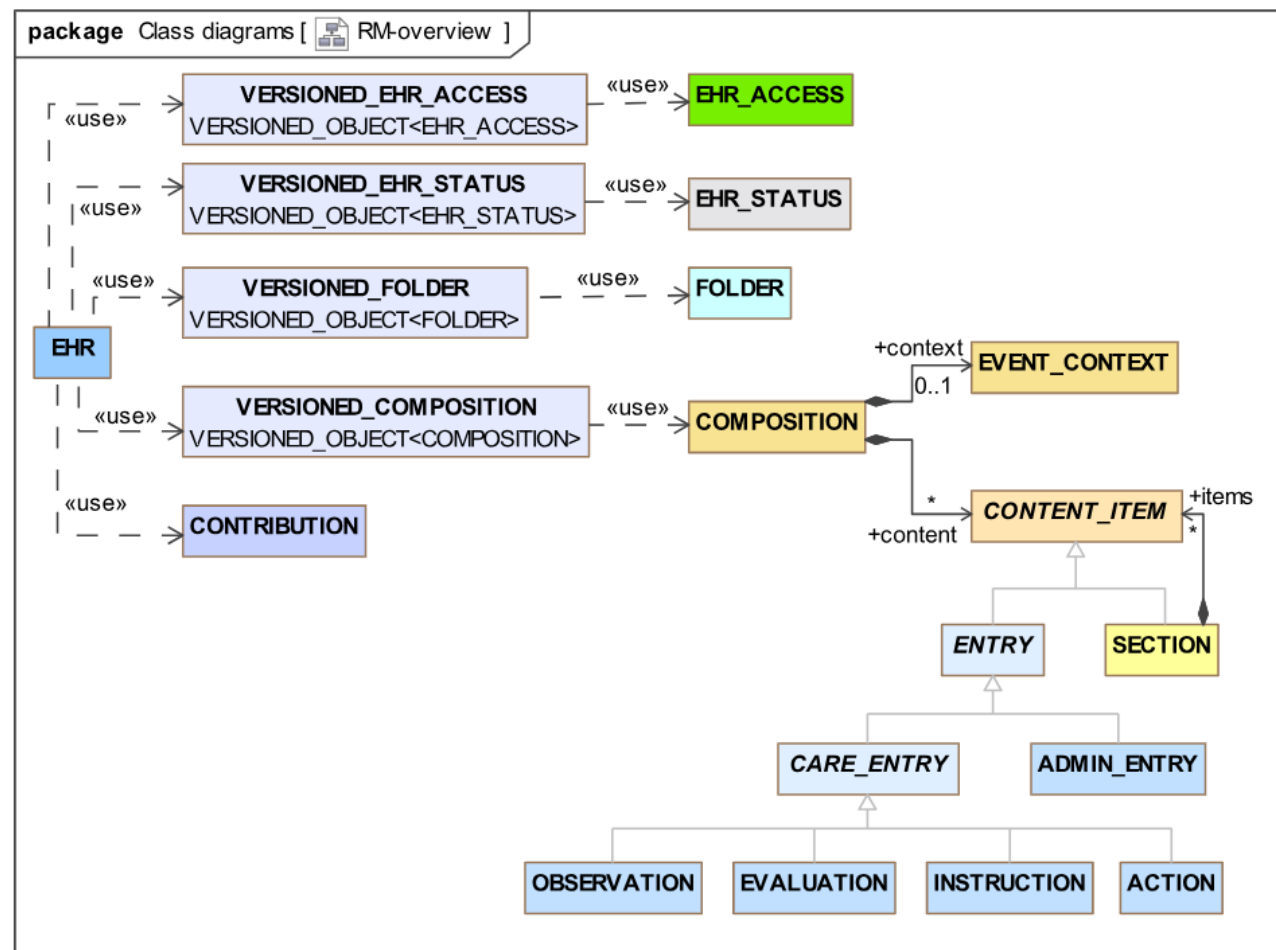 package Class diagrams [ RM-overview ]
«use»
VERSIONED_EHR_ACCESS
VERSIONED_OBJECT<EHR_ACCESS>
«use»
EHR_ACCESS
«use»
VERSIONED_EHR_STATUS
VERSIONED_OBJECT<EHR_STATUS>
«use»
EHR_STATUS
«use»
VERSIONED_FOLDER
VERSIONED_OBJECT<FOLDER>
«use»
FOLDER
EHR
«use»
VERSIONED_COMPOSITION
VERSIONED_OBJECT<COMPOSITION>
«use»
COMPOSITION
+context
0..1
EVENT_CONTEXT
«use»
CONTRIBUTION
*
+content
CONTENT_ITEM
+items
*
ENTRY
SECTION
CARE_ENTRY
ADMIN_ENTRY
OBSERVATION
EVALUATION
INSTRUCTION
ACTION